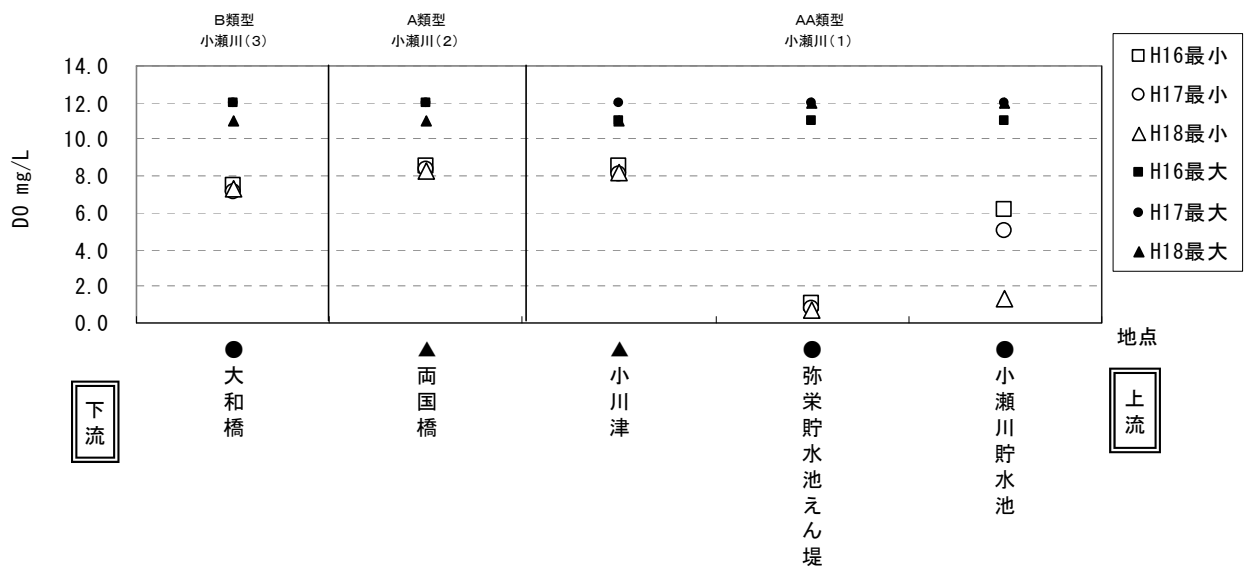 B類型
小瀬川(3)
A類型
小瀬川(2)
AA類型
小瀬川(1)
DO mg/L
14.0
12.0
10.0
8.0
6.0
4.0
2.0
0.0
□H16最小
○H17最小
△H18最小
■H16最大
●H17最大
▲H18最大
地点
下流
大和橋
両国橋
小川津
弥栄貯水池えん堤
小瀬川貯水池
上流